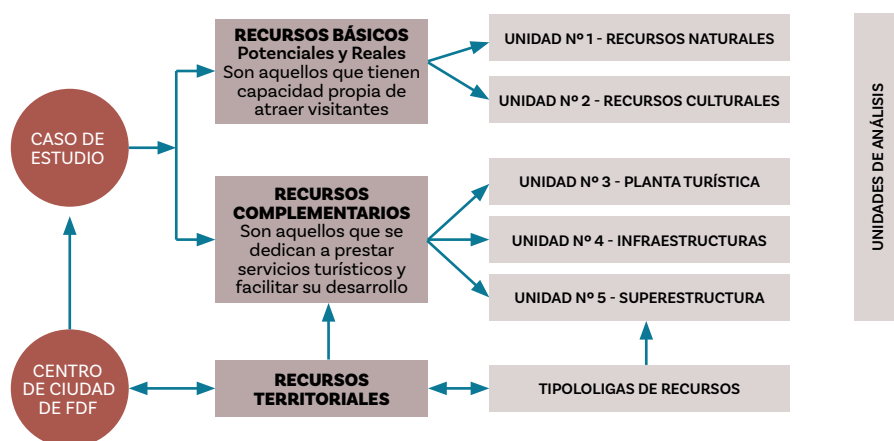 CASO DE
ESTUDIO
CENTRO
DE CIUDAD
DE FDF
RECURSOS BÁSICOS
Potenciales y Reales
Son aquellos que tienen
capacidad propia de
atraer visitantes
RECURSOS
COMPLEMENTARIOS
Son aquellos que se
dedican a prestar
servicios turísticos y
facilitar su desarrollo
RECURSOS
TERRITORIALES
UNIDAD Nº 1 - RECURSOS NATURALES
UNIDAD Nº 2 - RECURSOS CULTURALES
UNIDAD Nº 3 - PLANTA TURÍSTICA
UNIDAD Nº 4 - INFRAESTRUCTURAS
UNIDAD Nº 5 - SUPERESTRUCTURA
TIPOLOLIGAS DE RECURSOS
UNIDADES DE ANÁLISIS